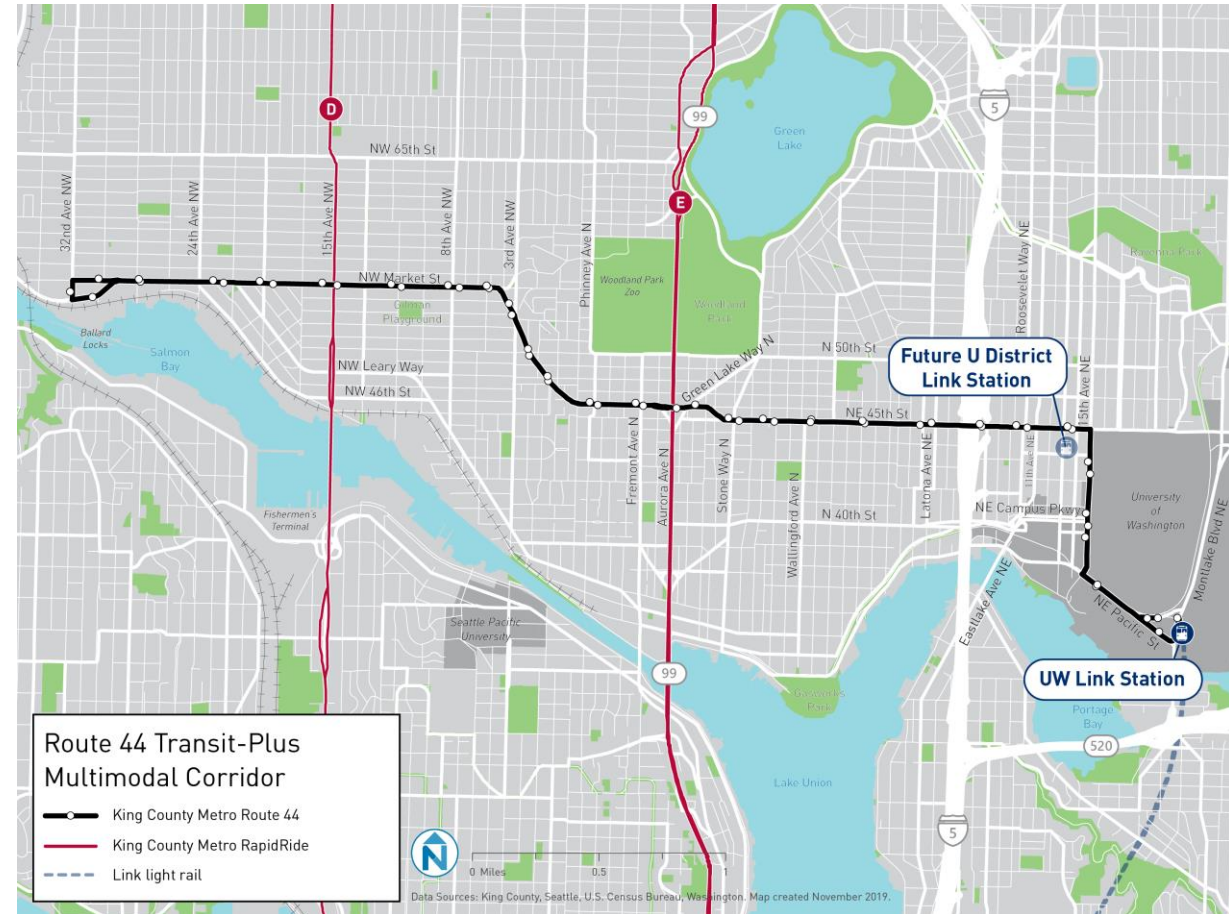 D
99
5
Green
Lake
NW 65th St
32nd Ave NW
24th Ave NW
15th Ave NW
8th Ave NW
3rd Ave NW
Phinney Ave N
E
Roosevelet Way NE
Ravenna Park
NW Market St
Gilman
Playground
Woodland Park
Zoo
Woodland
Park
Ballard
Locks
Salmon
Bay
NW Leary Way
NW 46th St
Green Lake Way N
N 50th St
Future U District
Link Station
15th Ave NE
NE 45th St
Fremont Ave N
Aurora Ave N
Stone Way N
Wallingford Ave N
Latona Ave NE
11th Ave NE
University
of
Washington
Fishermen's
Terminal
N 40th St
NE Campus Pkwy
Montlake Blvd NE
Eastlake Ave NE
NE Pacific St
Seattle Pacific
University
99
Gasworks
Park
UW Link Station
Portage
Bay
520
Lake Union
5
Route 44 Transit-Plus
Multimodal Corridor
King County Metro Route 44
King County Metro RapidRide
Link light rail
N
0 Miles 0.5 1
Data Sources: King County, Seattle, U.S. Census Bureau, Washington. Map created November 2019.